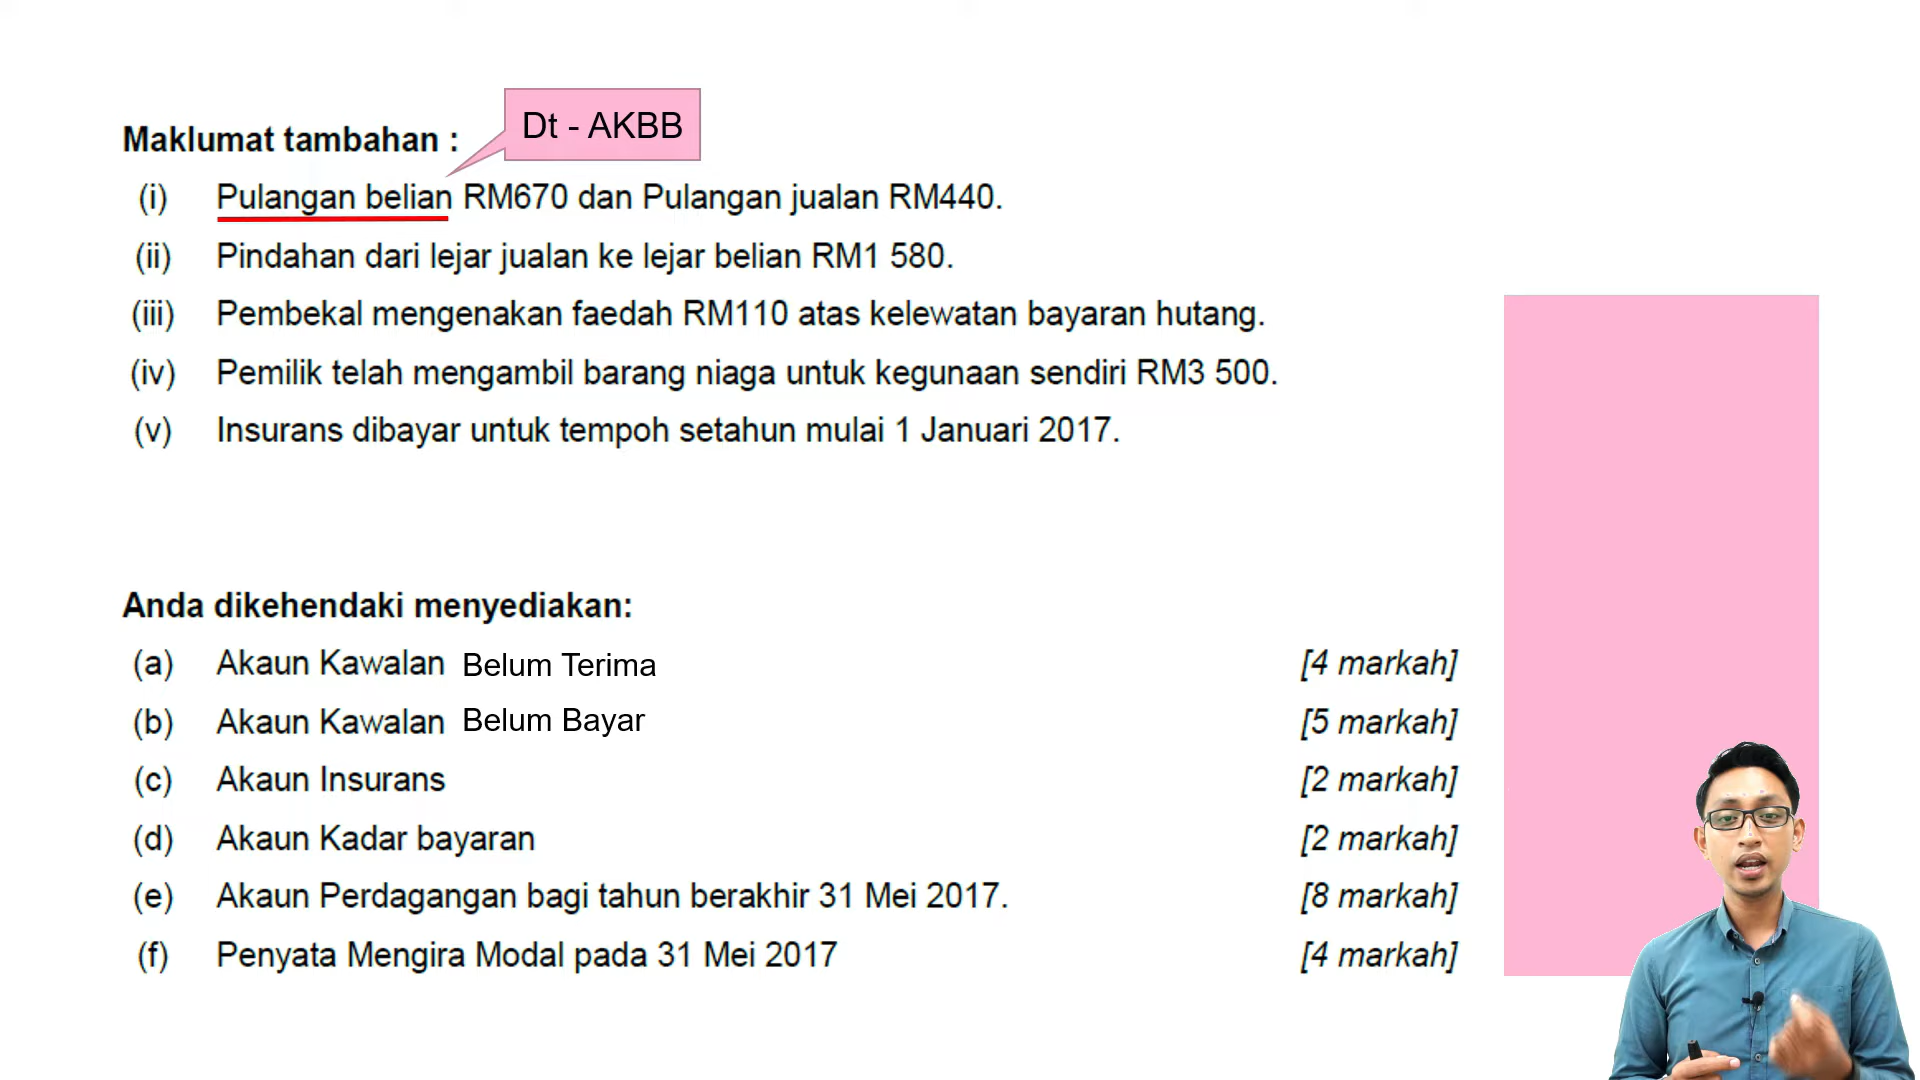 Dt - AKBB
Maklumat tambahan :
(i) Pulangan belian RM670 dan Pulangan jualan RM440.
(ii) Pindahan dari lejar jualan ke lejar belian RM1 580.
(iii) Pembekal mengenakan faedah RM110 atas kelewatan bayaran hutang.
(iv) Pemilik telah mengambil barang niaga untuk kegunaan sendiri RM3 500.
(v) Insurans dibayar untuk tempoh setahun mulai 1 Januari 2017.
Anda dikehendaki menyediakan:
(a) Akaun Kawalan Belum Terima [4 markah]
(b) Akaun Kawalan Belum Bayar [5 markah]
(c) Akaun Insurans [2 markah]
(d) Akaun Kadar bayaran [2 markah]
(e) Akaun Perdagangan bagi tahun berakhir 31 Mei 2017. [8 markah]
(f) Penyata Mengira Modal pada 31 Mei 2017 [4 markah]